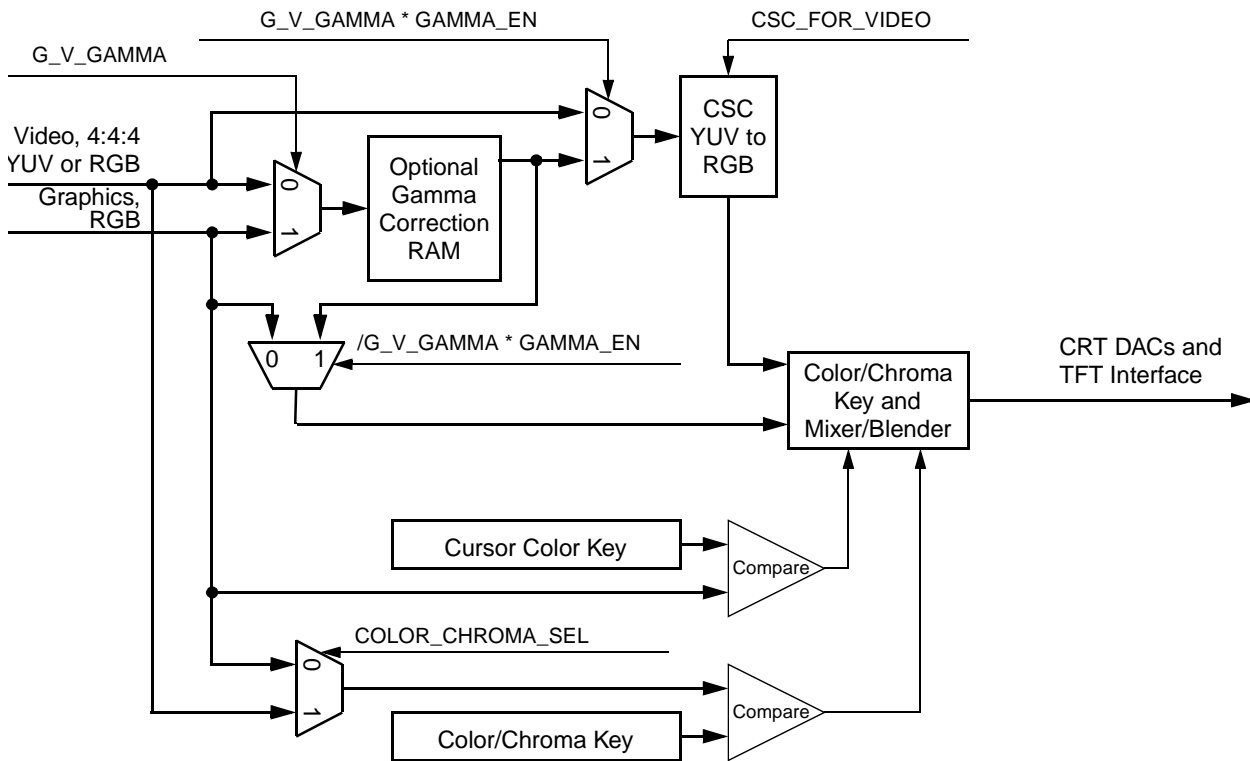 G_V_GAMMA * GAMMA_EN
CSC_FOR_VIDEO
G_V_GAMMA
Video, 4:4:4
YUV or RGB
Graphics,
RGB
0
1
Optional
Gamma
Correction
RAM
0
1
CSC
YUV to
RGB
0 1
/G_V_GAMMA * GAMMA_EN
Color/Chroma
Key and
Mixer/Blender
CRT DACs and
TFT Interface
Cursor Color Key
Compare
COLOR_CHROMA_SEL
0
1
Compare
Color/Chroma Key